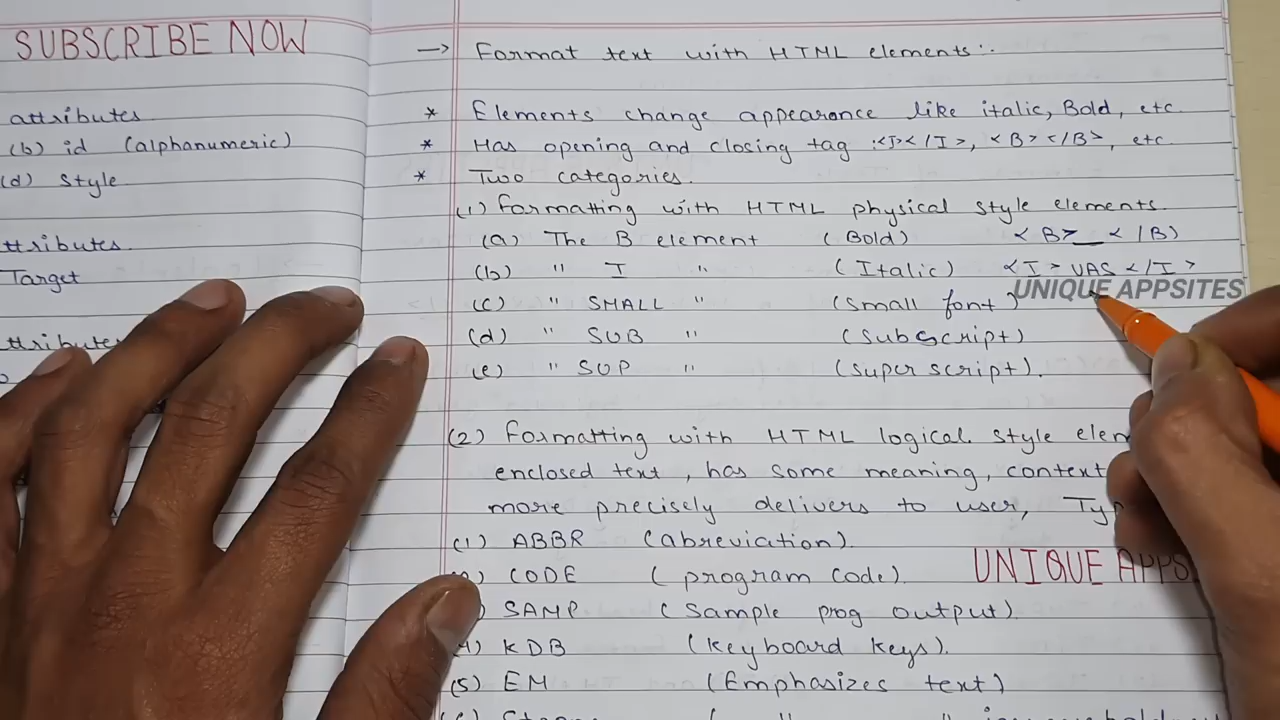 SUBSCRIBE NOW
attributes
(b) id (alphanumeric)
(d) style
ttributes
Target
ttributes
→ Format text with HTML elements:.
* Elements change appearance like italic, Bold, etc.
* Has opening and closing tag :<I></I>, <B></B>, etc
* Two categories.
(1) Formatting with HTML physical style elements.
(a) The B element (Bold) <B>__</B)
(b) " I " (Italic) <I> VAS </I>
UNIQUE APPSITES
(c) " SMALL " (Small font)
(d) " SUB " (Subscript)
(e) " SUP " (Super script).
(2) Formatting with HTML logical style elem
enclosed text, has some meaning, context
more precisely delivers to user, Typ
(1) ABBR (abreviation).
) CODE (program code).
UNIQUE APPS
) SAMP (Sample prog output).
4) KDB (Keyboard keys).
(5) EM (Emphasizes text)